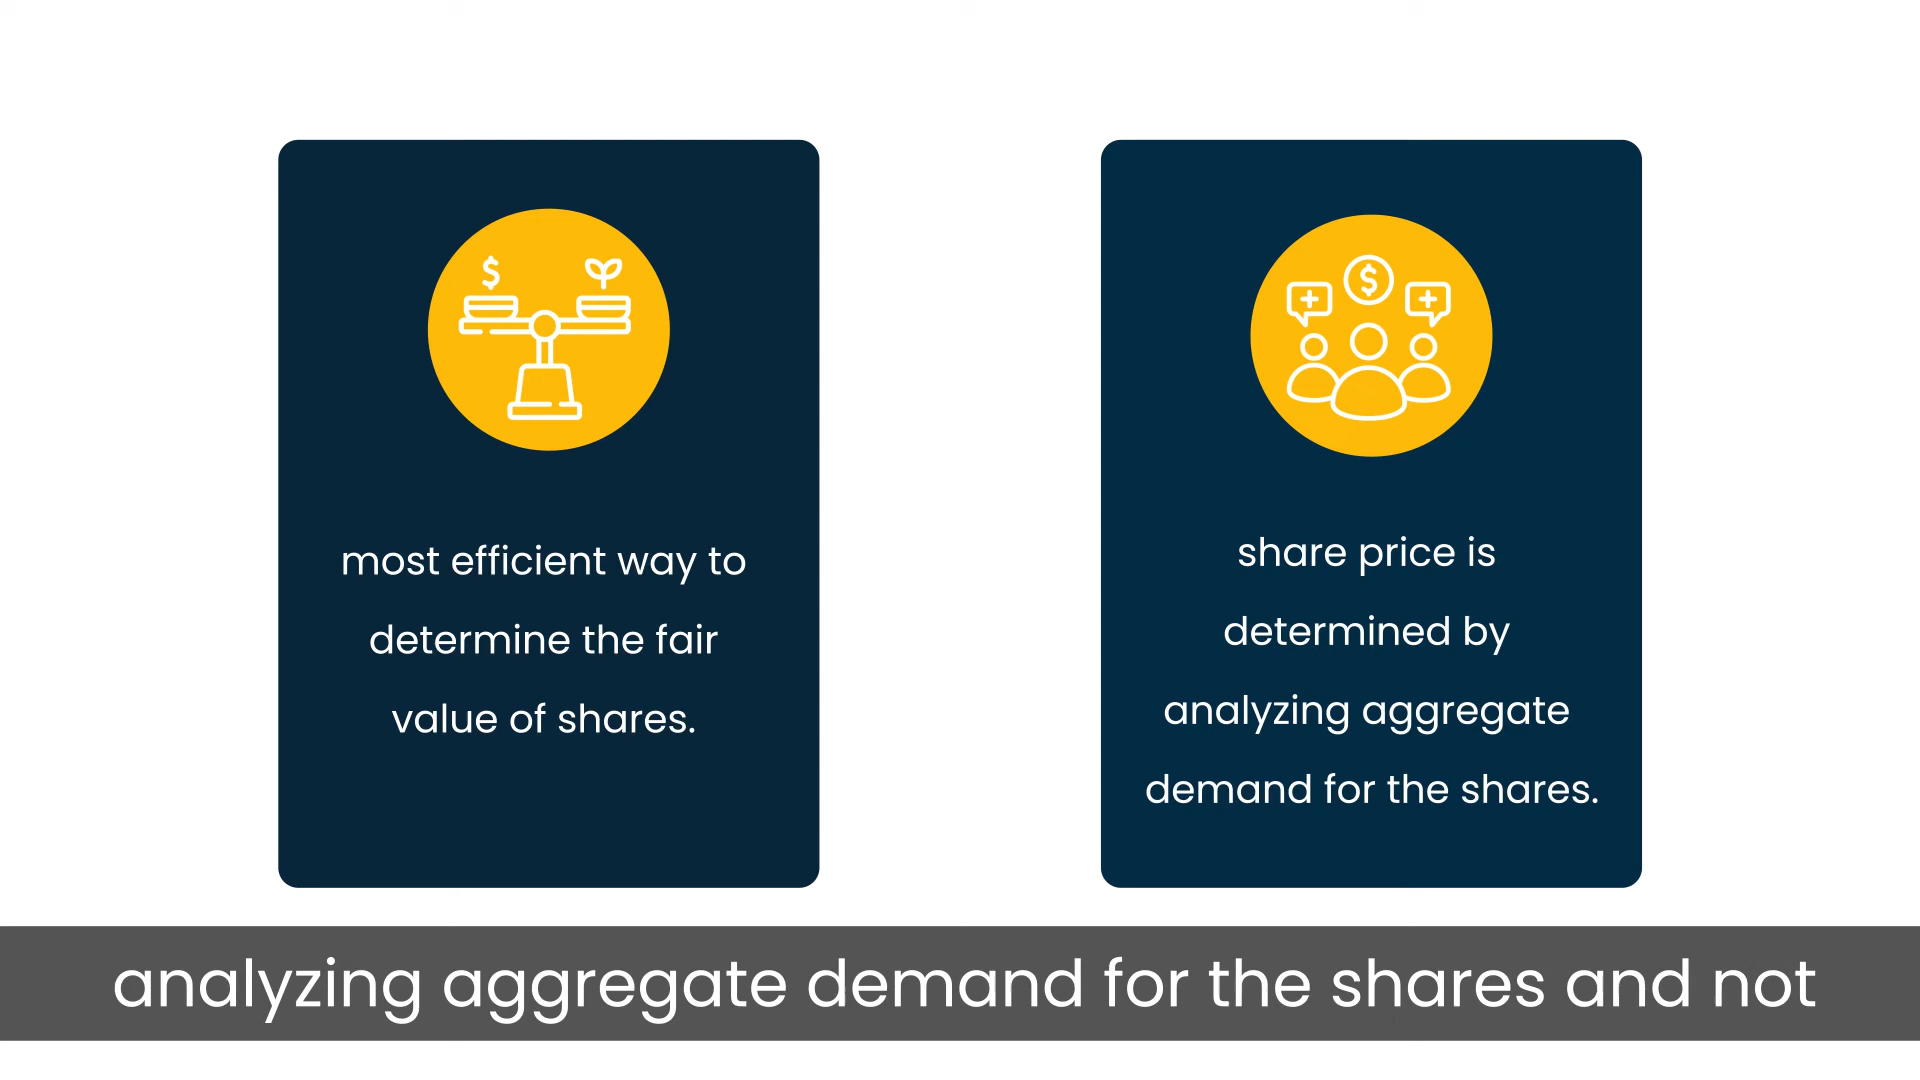 most efficient way to
determine the fair
value of shares.
share price is
determined by
analyzing aggregate
demand for the shares.
analyzing aggregate demand for the shares and not